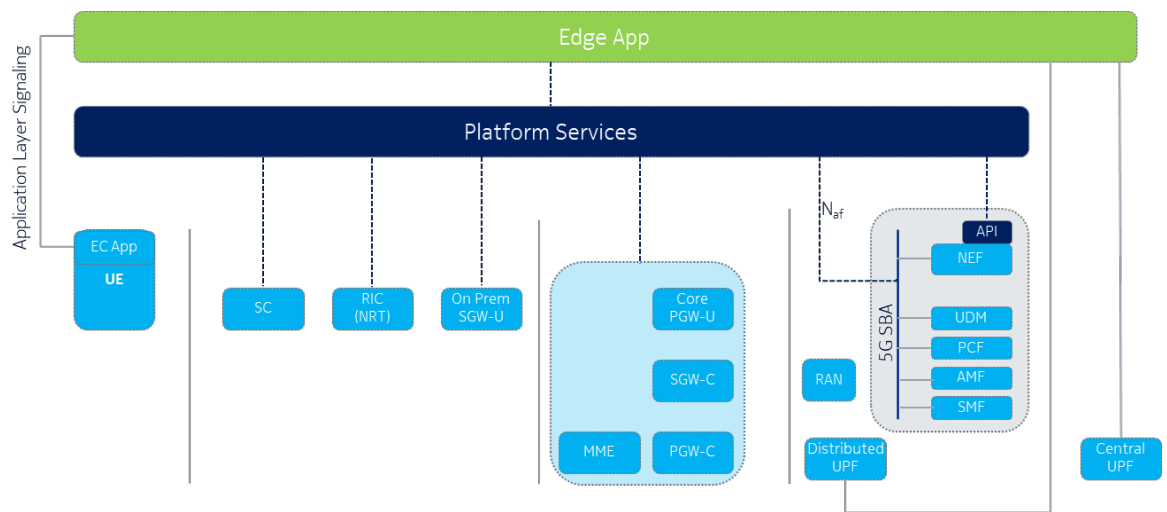 Edge App
Application Layer Signaling
Platform Services
N_af
API
EC App
NEF
UE
5G SBA
SC
RIC
(NRT)
On Prem
SGW-U
Core
PGW-U
UDM
PCF
RAN
SGW-C
AMF
SMF
MME
PGW-C
Distributed
UPF
Central
UPF